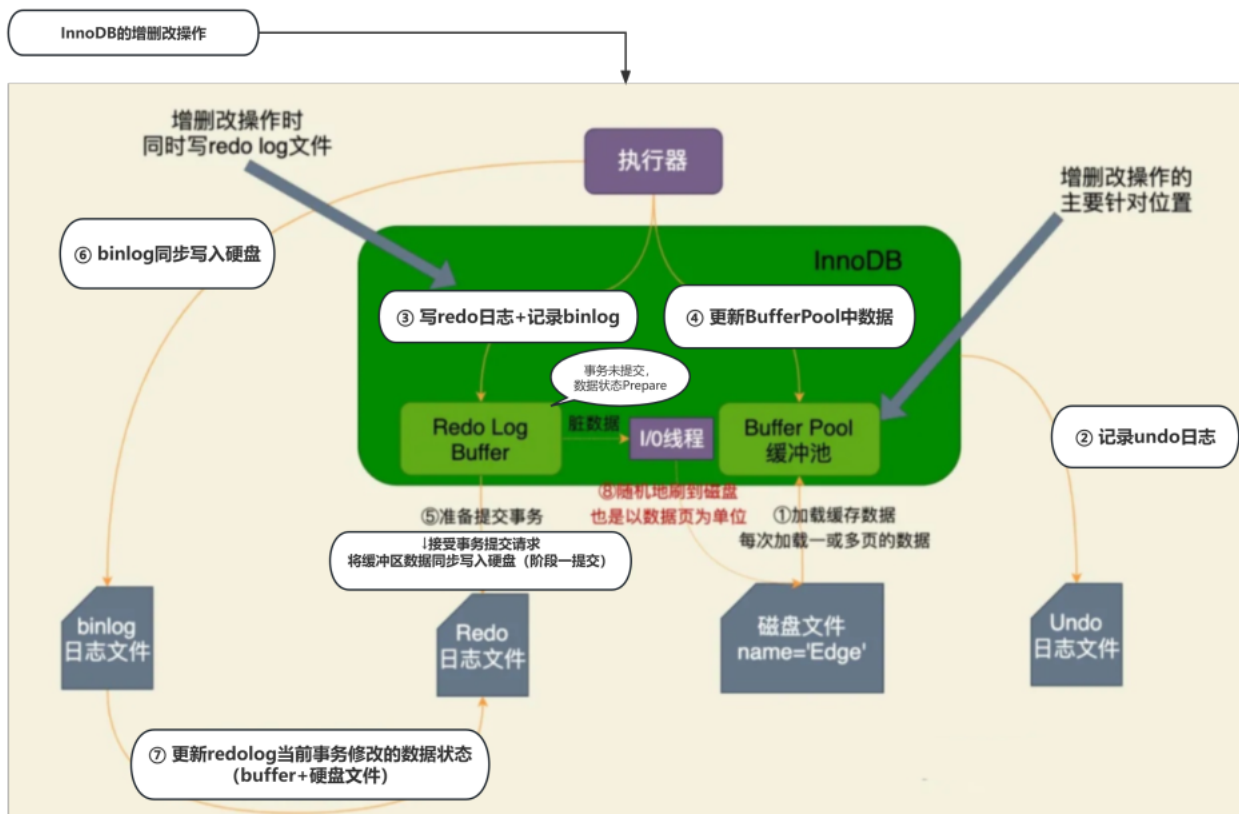 InnoDB的增删改操作
增删改操作时
同时写redo log文件
执行器
增删改操作的
主要针对位置
⑥ binlog同步写入硬盘
InnoDB
③ 写redo日志+记录binlog
④ 更新BufferPool中数据
事务未提交，
数据状态Prepare
Redo Log
Buffer
脏数据
I/0线程
Buffer Pool
缓冲池
② 记录undo日志
⑧随机地刷到磁盘
也是以数据页为单位
⑤准备提交事务
①加载缓存数据
每次加载一或多页的数据
↓接受事务提交请求
将缓冲区数据同步写入硬盘（阶段一提交）
binlog
日志文件
Redo
日志文件
磁盘文件
name='Edge'
Undo
日志文件
⑦ 更新redolog当前事务修改的数据状态
（buffer+硬盘文件）